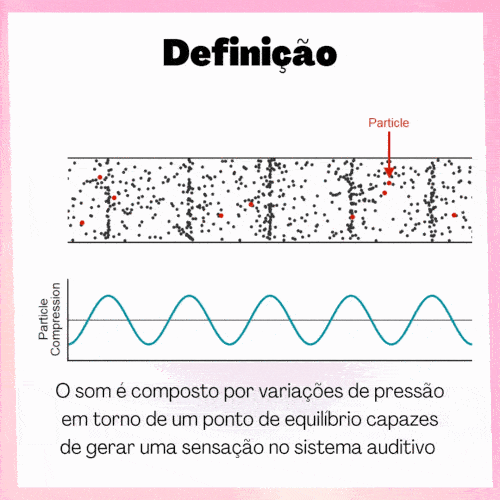 Definição
Particle
Particle
Compression
O som é composto por variações de pressão
em torno de um ponto de equilíbrio capazes
de gerar uma sensação no sistema auditivo